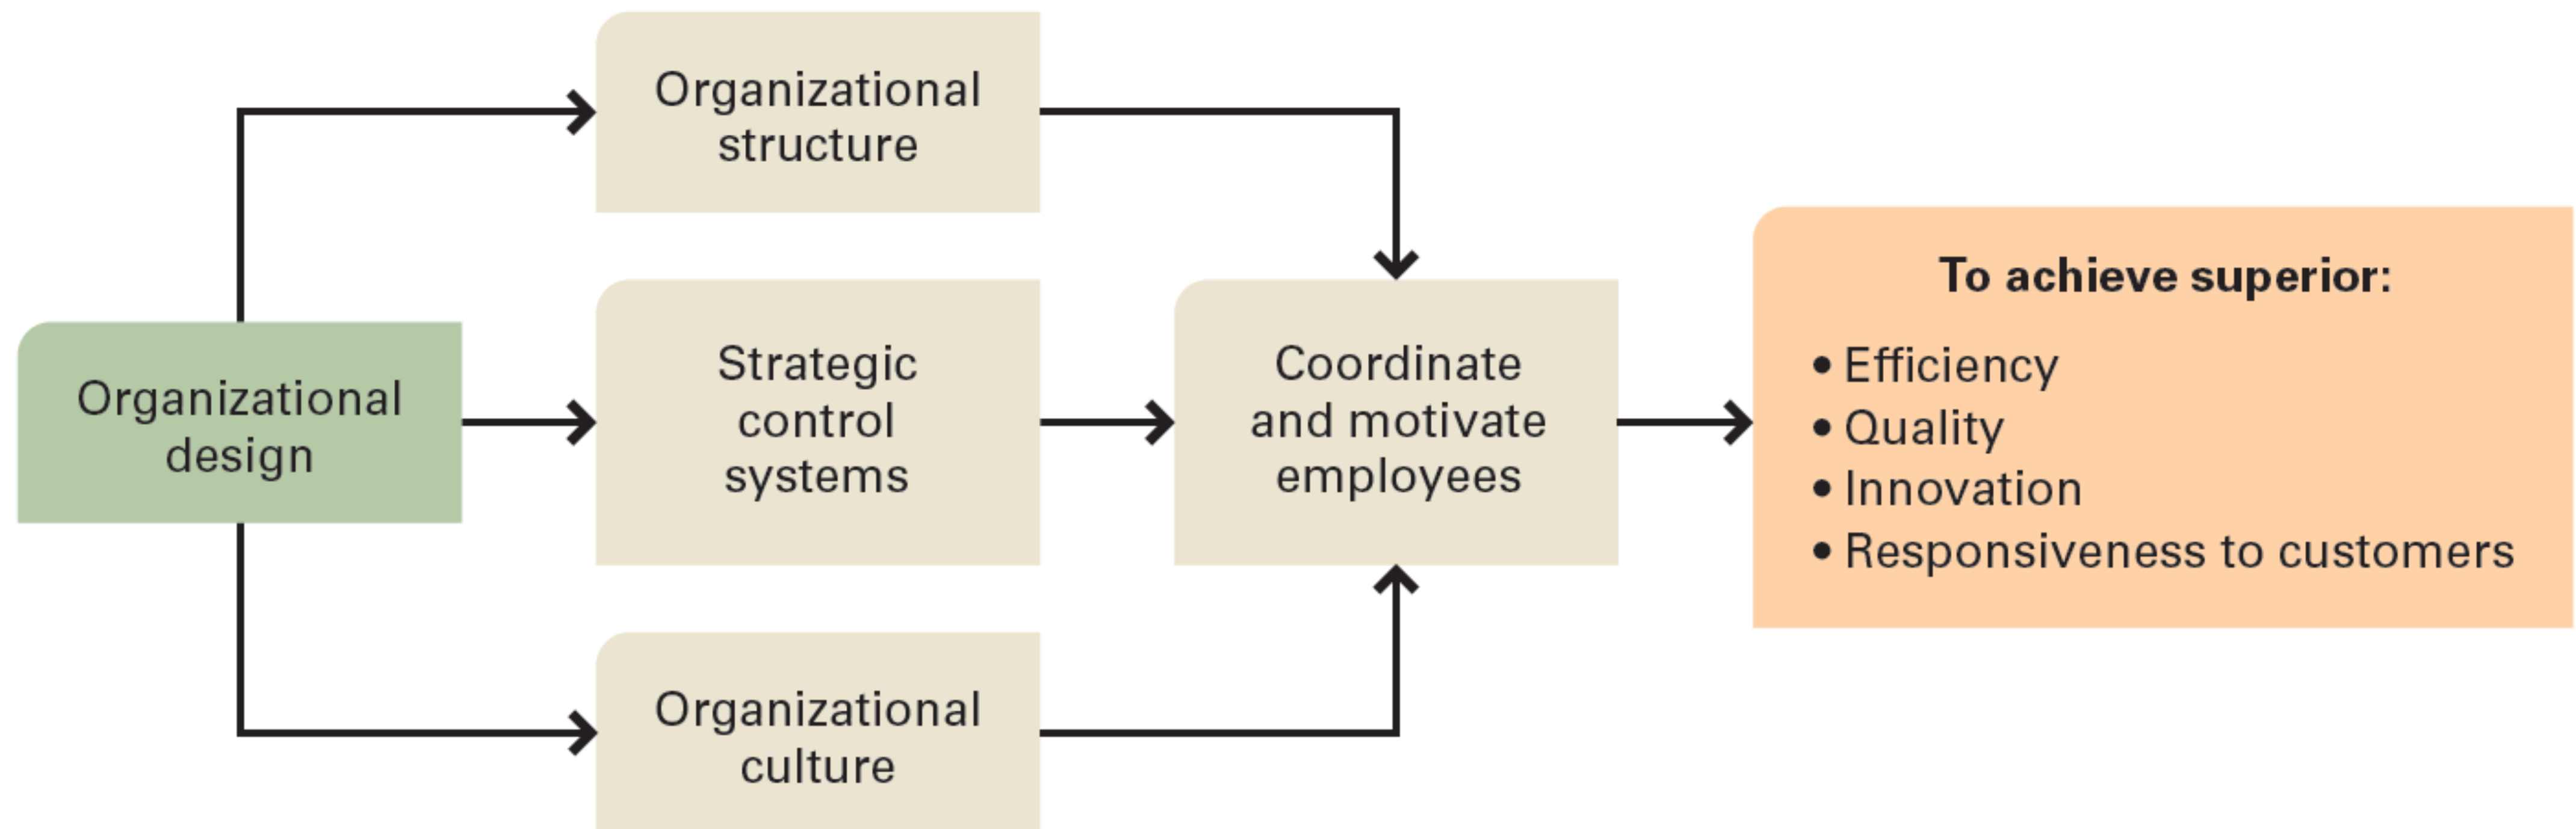 Organizational
structure
Organizational
design
Strategic
control
systems
Organizational
culture
Coordinate
and motivate
employees
To achieve superior:
• Efficiency
• Quality
• Innovation
• Responsiveness to customers